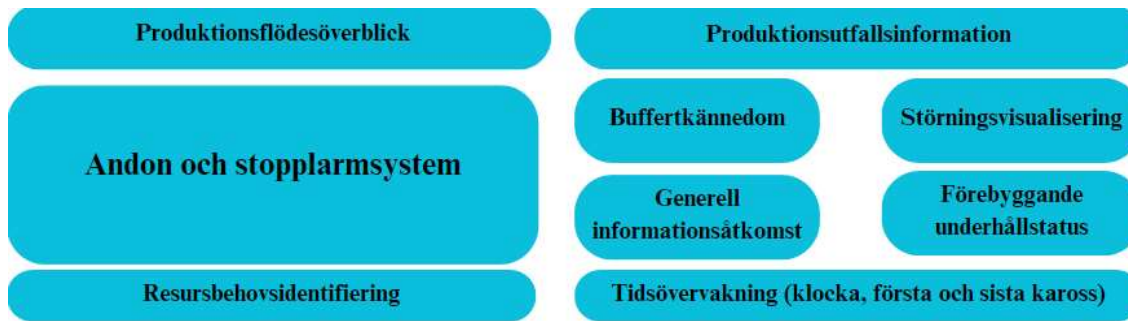 Produktionsflödesöverblick
Produktionsutfallsinformation
Andon och stopplarmsystem
Buffertkännedom
Störningsvisualisering
Generell
informationsåtkomst
Förebyggande
underhållstatus
Resursbehovsidentifiering
Tidsövervakning (klocka, första och sista kaross)